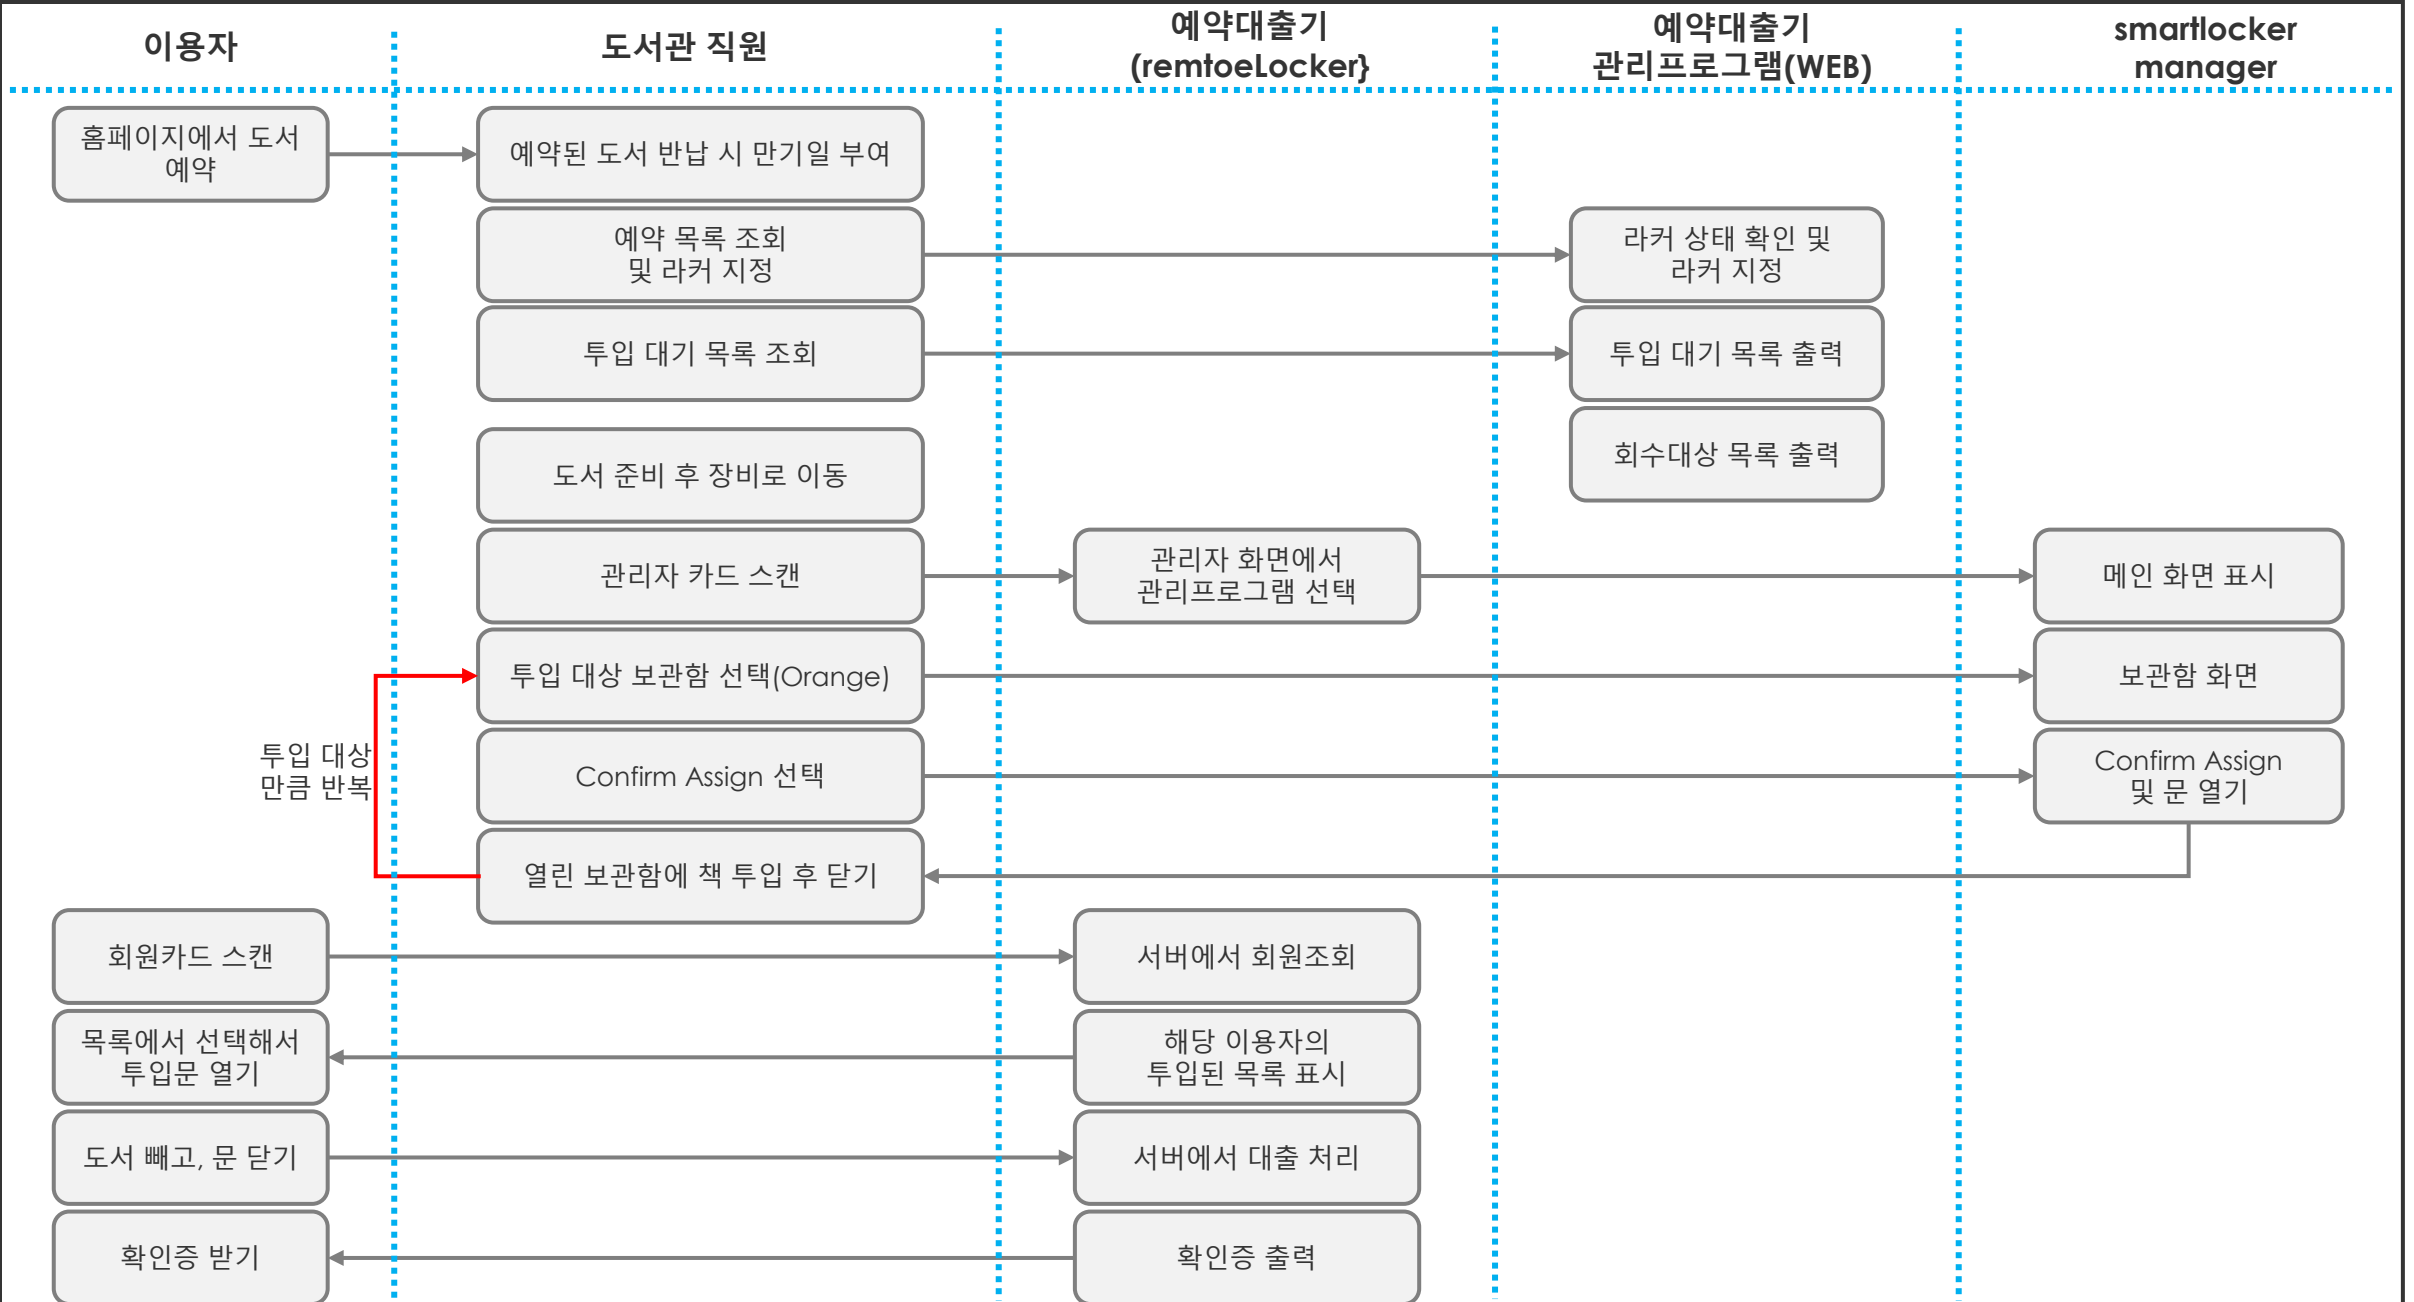 이용자
도서관 직원
예약대출기
(remtoeLocker}
예약대출기
관리프로그램(WEB)
smartlocker
manager
홈페이지에서 도서
예약
예약된 도서 반납 시 만기일 부여
예약 목록 조회
및 라커 지정
라커 상태 확인 및
라커 지정
투입 대기 목록 조회
투입 대기 목록 출력
회수대상 목록 출력
도서 준비 후 장비로 이동
관리자 카드 스캔
관리자 화면에서
관리프로그램 선택
메인 화면 표시
투입 대상 보관함 선택(Orange)
보관함 화면
투입 대상
만큼 반복
Confirm Assign 선택
Confirm Assign
및 문 열기
열린 보관함에 책 투입 후 닫기
회원카드 스캔
서버에서 회원조회
목록에서 선택해서
투입문 열기
해당 이용자의
투입된 목록 표시
도서 빼고, 문 닫기
서버에서 대출 처리
확인증 받기
확인증 출력